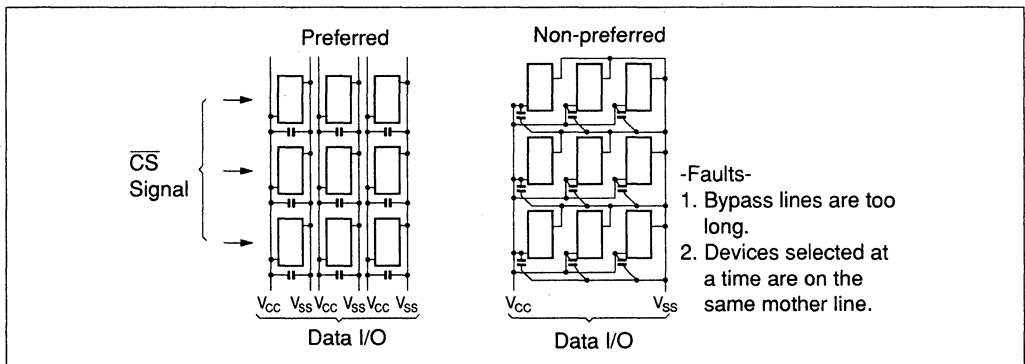 Preferred
Non-preferred
CS
Signal
-Faults-
1. Bypass lines are too
long.
2. Devices selected at
a time are on the
same mother line.
VCC VSS VCC VSS VCC VSS
Data I/O
VCC VSS
Data I/O